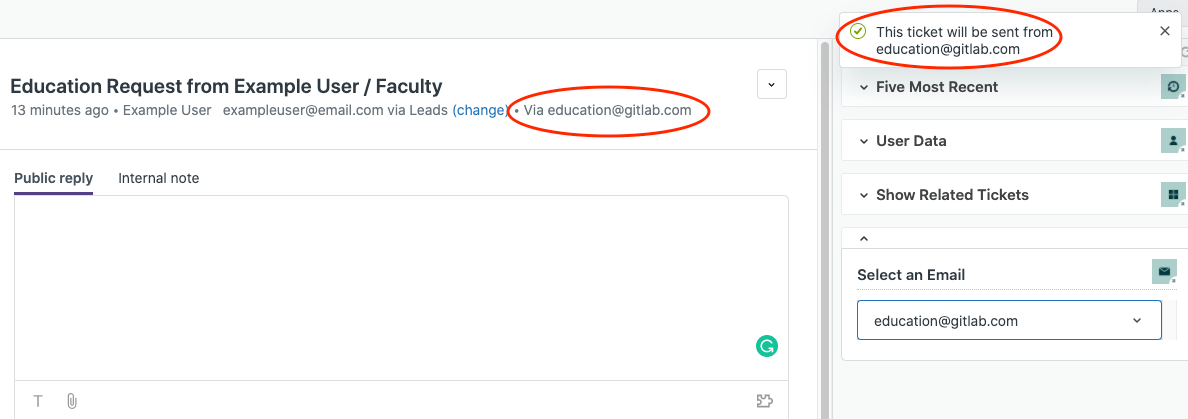 Apps
This ticket will be sent from
education@gitlab.com
Education Request from Example User / Faculty
13 minutes ago • Example User exampleuser@email.com via Leads (change) • Via education@gitlab.com
Public reply Internal note
T
Five Most Recent
User Data
Show Related Tickets
Select an Email
education@gitlab.com